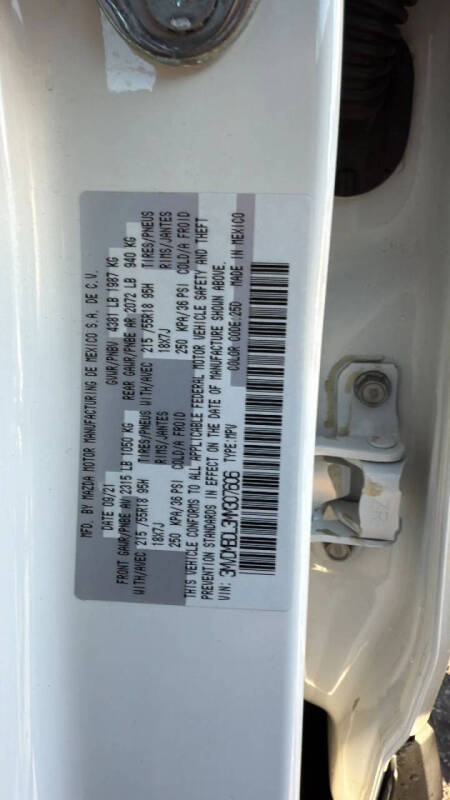 MFD. BY MAZDA MOTOR MANUFACTURING DE MEXICO S.A. DE C.V.
DATE 09/21 GVWR/PNBV 4381 LB 1987 KG
FRONT GAWR/PNBE AV 2315 LB 1050 KG REAR GAWR/PNBE AR 2072 LB 940 KG
WITH/AVEC 215 /55R18 95H TIRES/PNEUS WITH/AVEC 215 /55R18 95H TIRES/PNEUS
18X7J RIMS/JANTES 18X7J RIMS/JANTES
250 KPA/36 PSI COLD/A FROID 250 KPA/36 PSI COLD/A FROID
THIS VEHICLE CONFORMS TO ALL APPLICABLE FEDERAL MOTOR VEHICLE SAFETY AND THEFT
PREVENTION STANDARDS IN EFFECT ON THE DATE OF MANUFACTURE SHOWN ABOVE.
VIN: TYPE:MPV COLOR CODE:250 MADE IN MEXICO